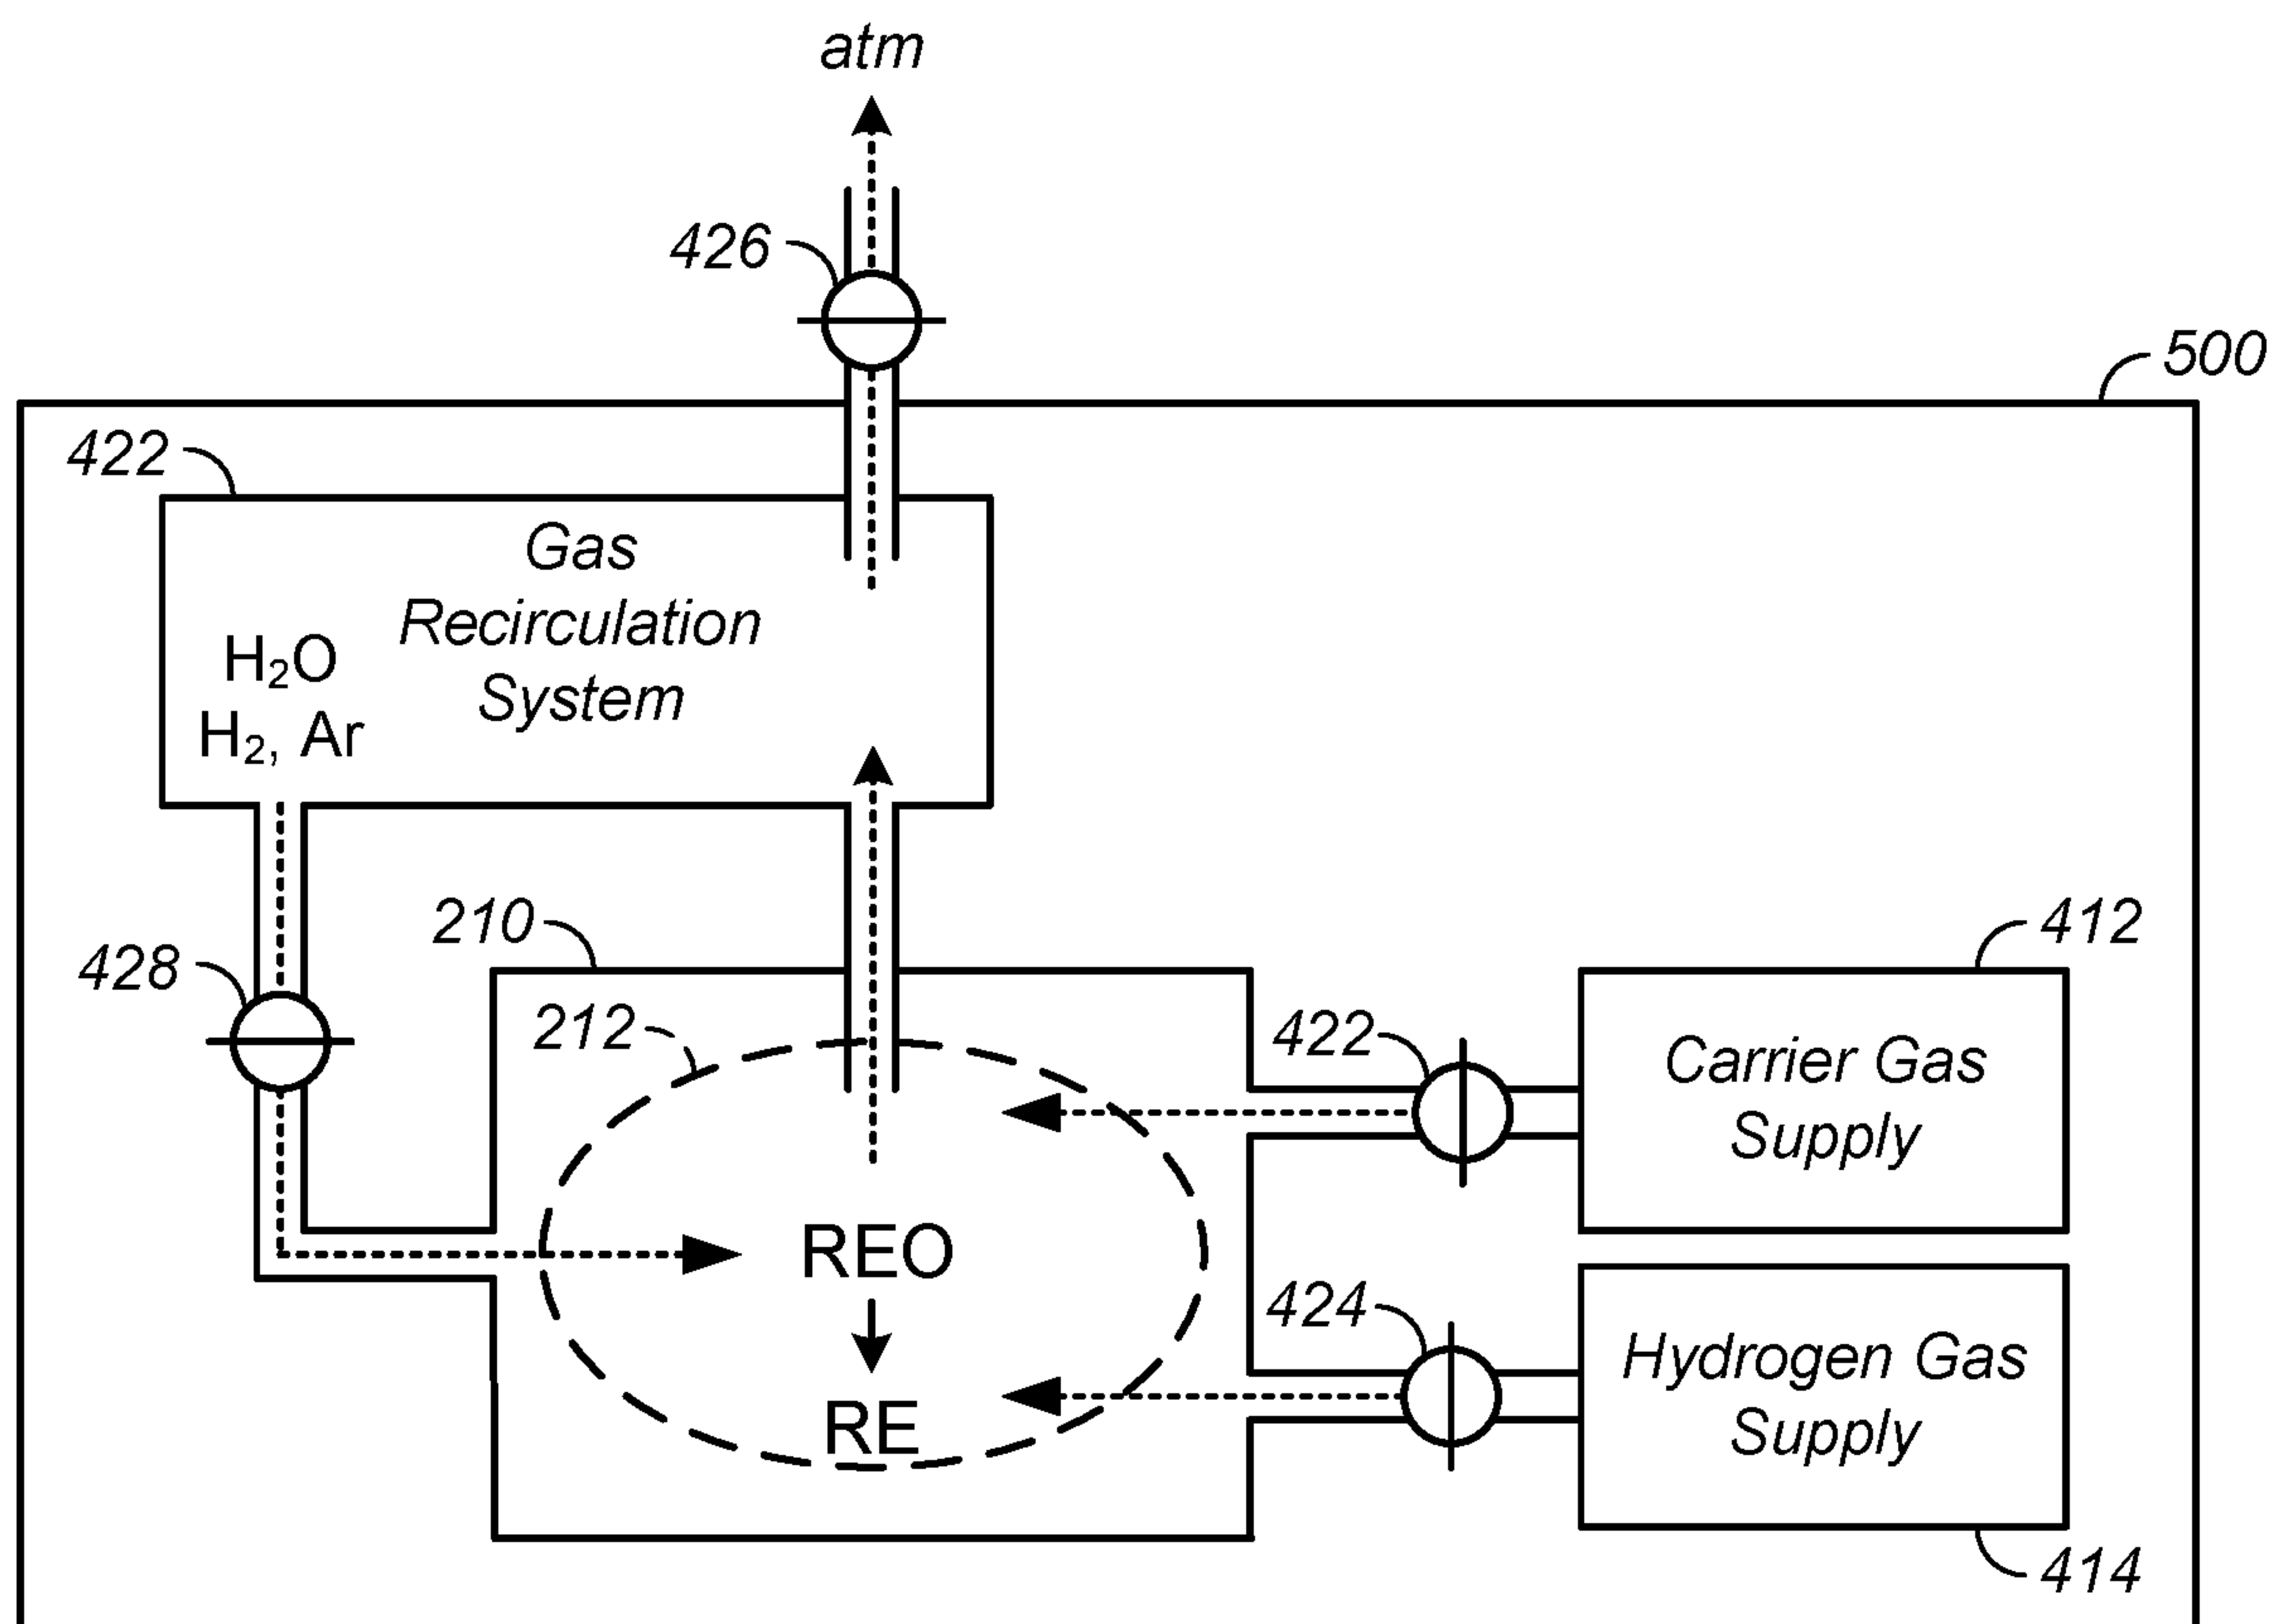 atm
426
500
422
Gas
Recirculation
System
H₂O
H₂, Ar
210
412
428
212
422
Carrier Gas
Supply
REO
424
Hydrogen Gas
Supply
RE
414